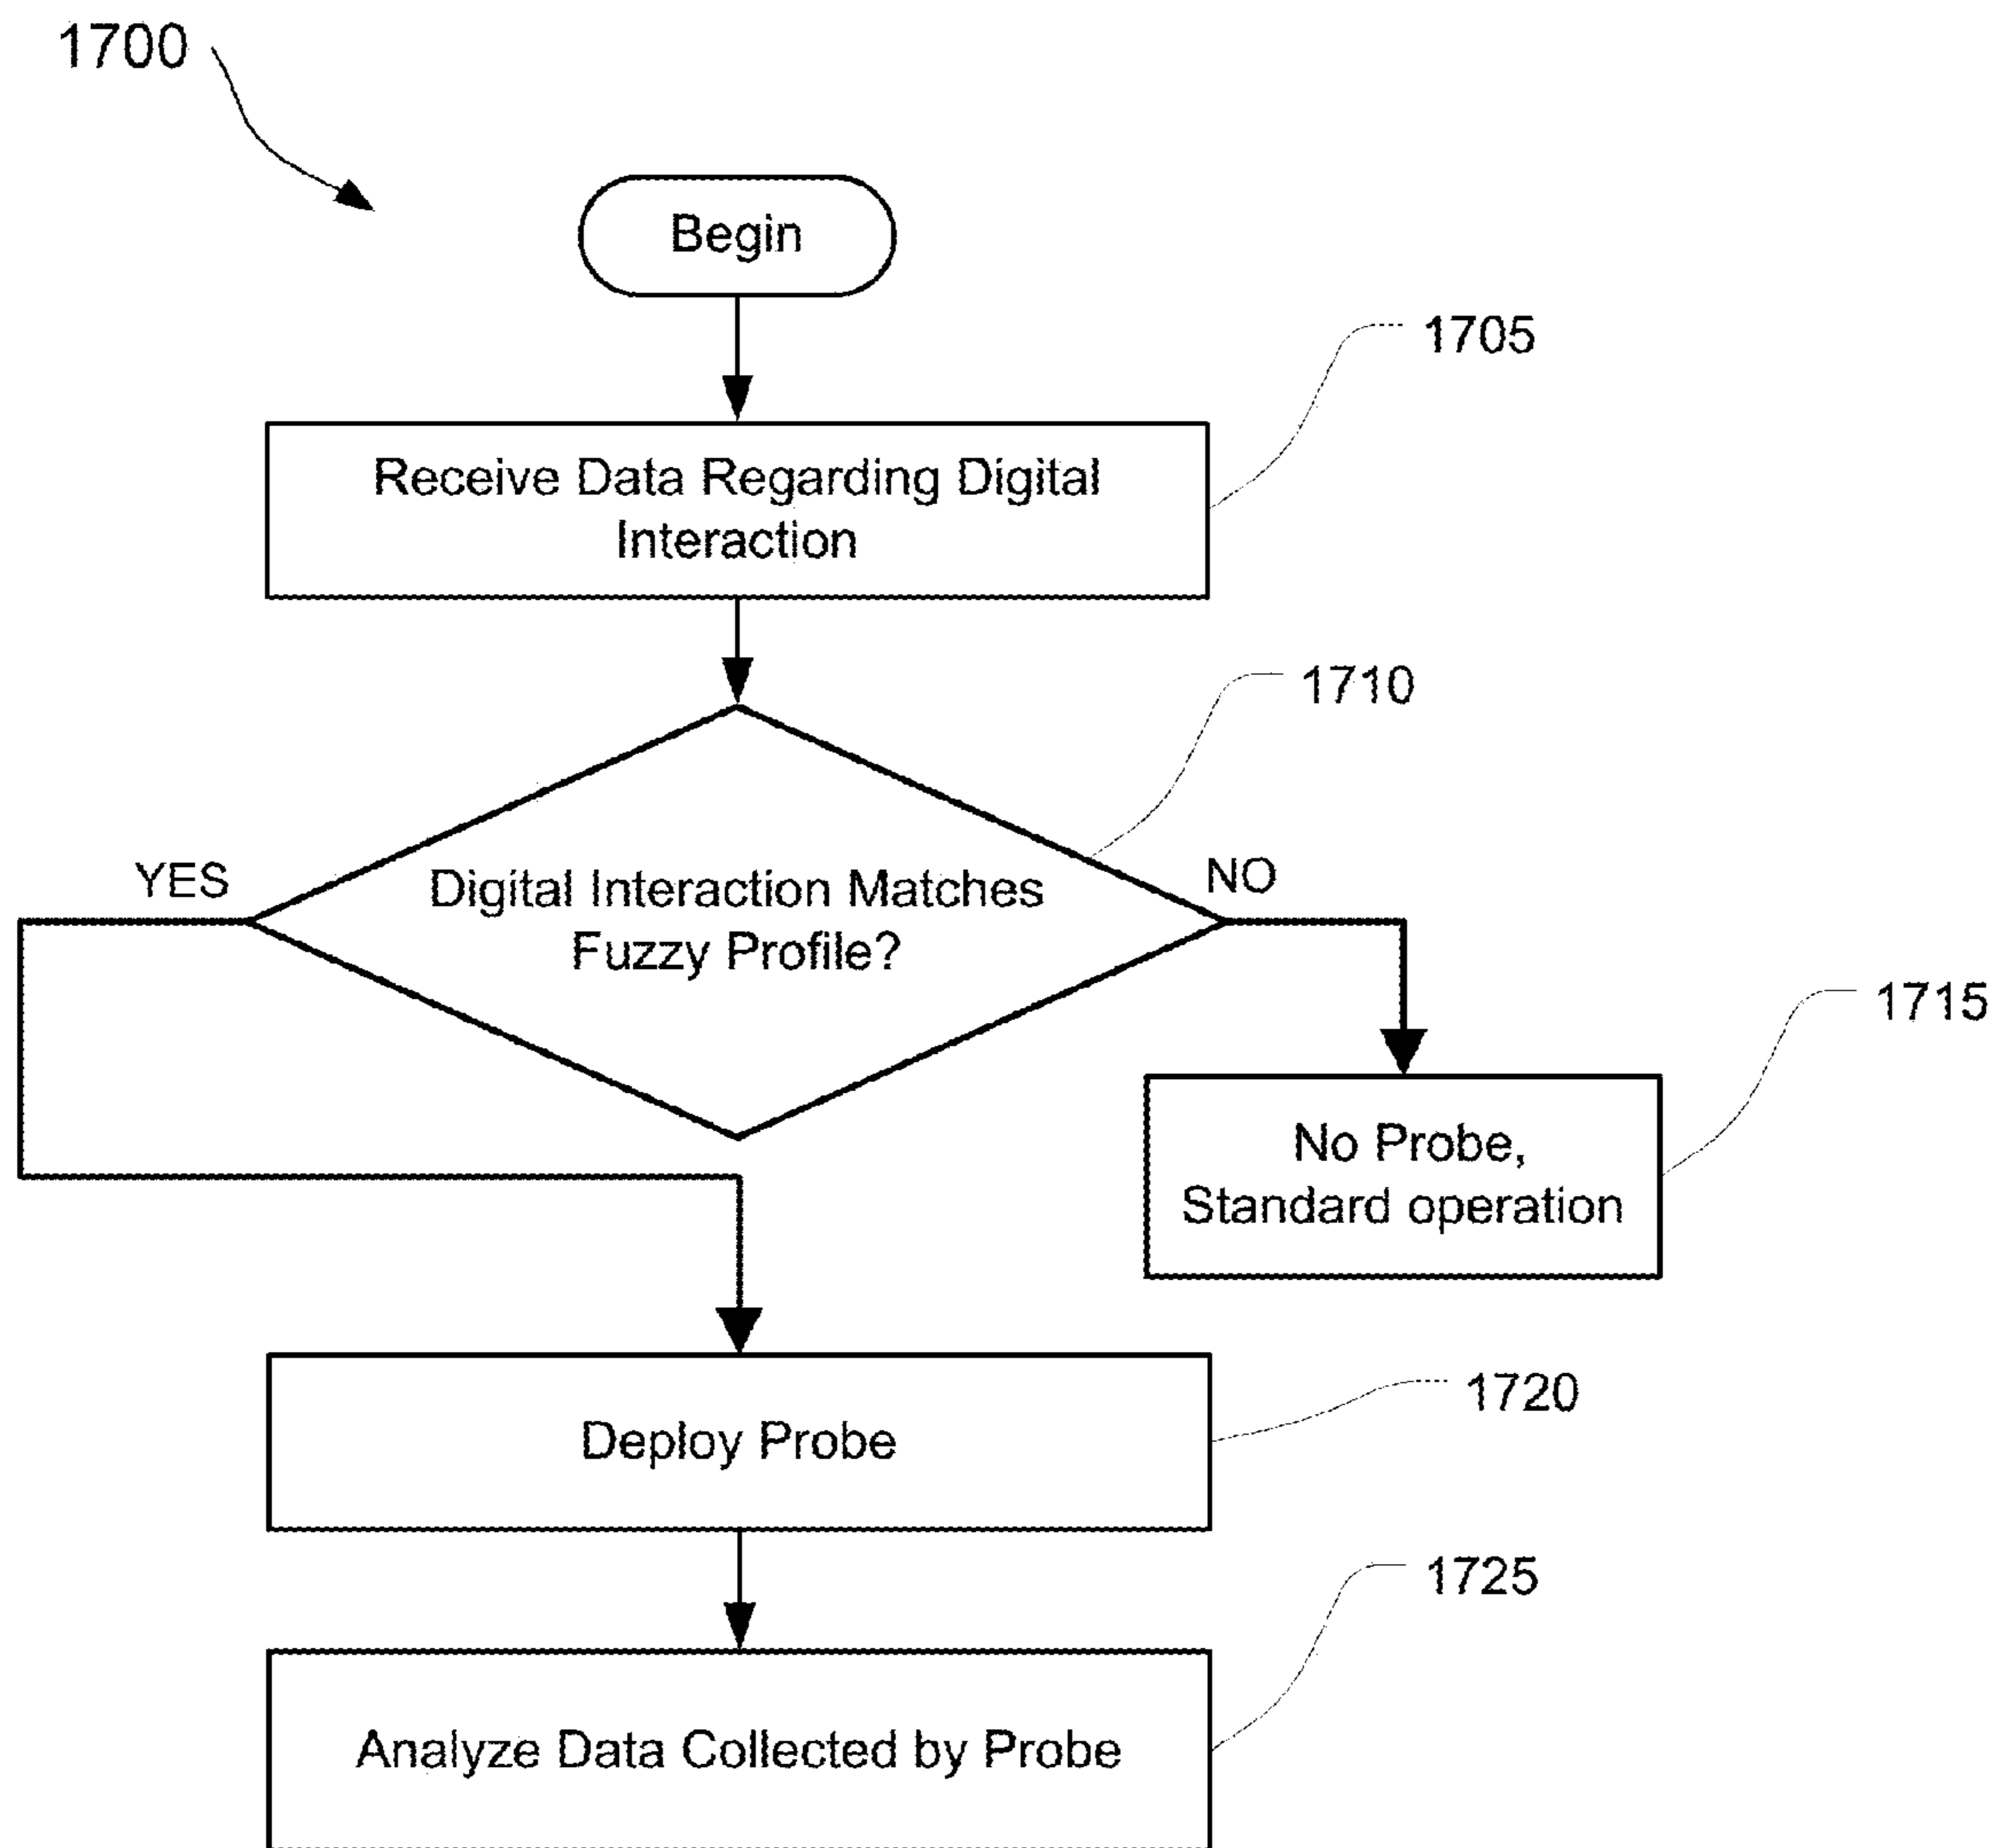 1700
Begin
1705
Receive Data Regarding Digital
Interaction
1710
YES
NO
Digital Interaction Matches
Fuzzy Profile?
1715
No Probe,
Standard operation
1720
Deploy Probe
1725
Analyze Data Collected by Probe